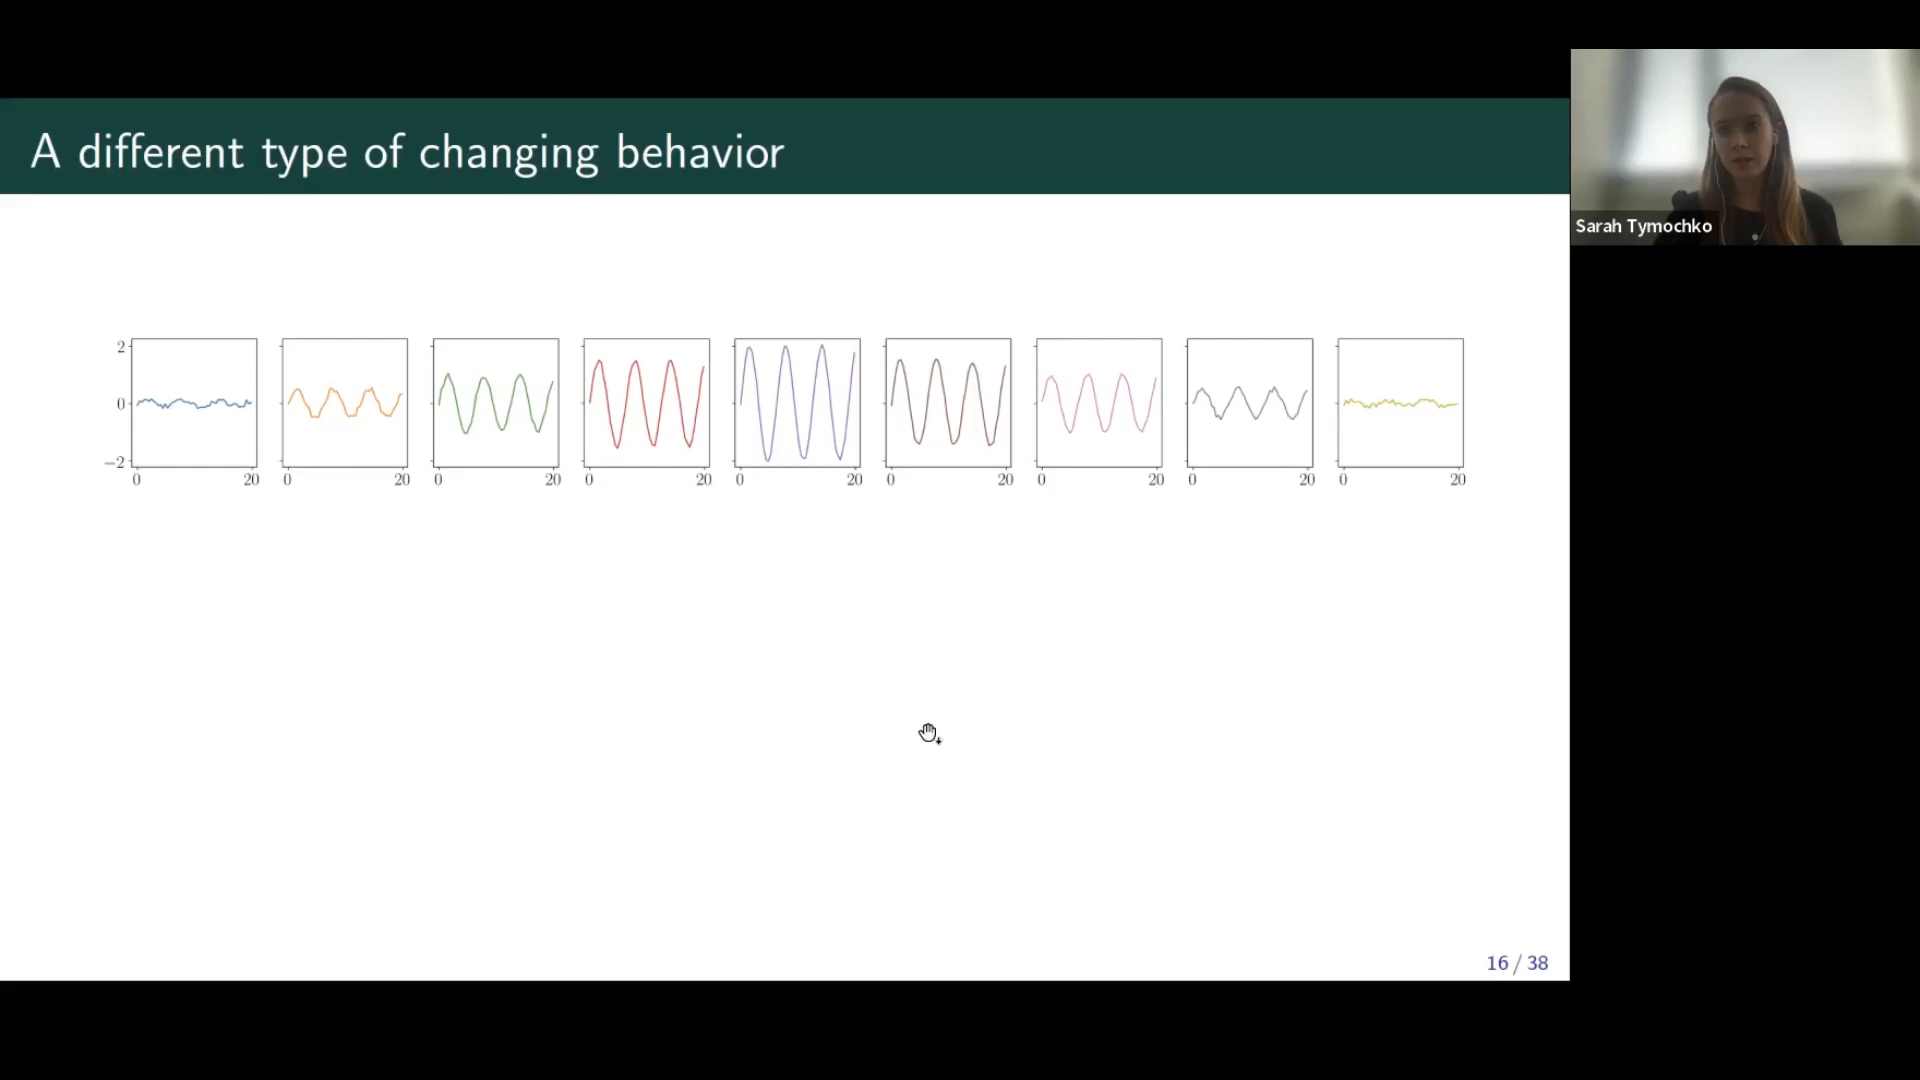 A different type of changing behavior
Sarah Tymochko
2
0
−2
0 20 0 20 0 20 0 20 0 20 0 20 0 20 0 20 0 20
16 / 38